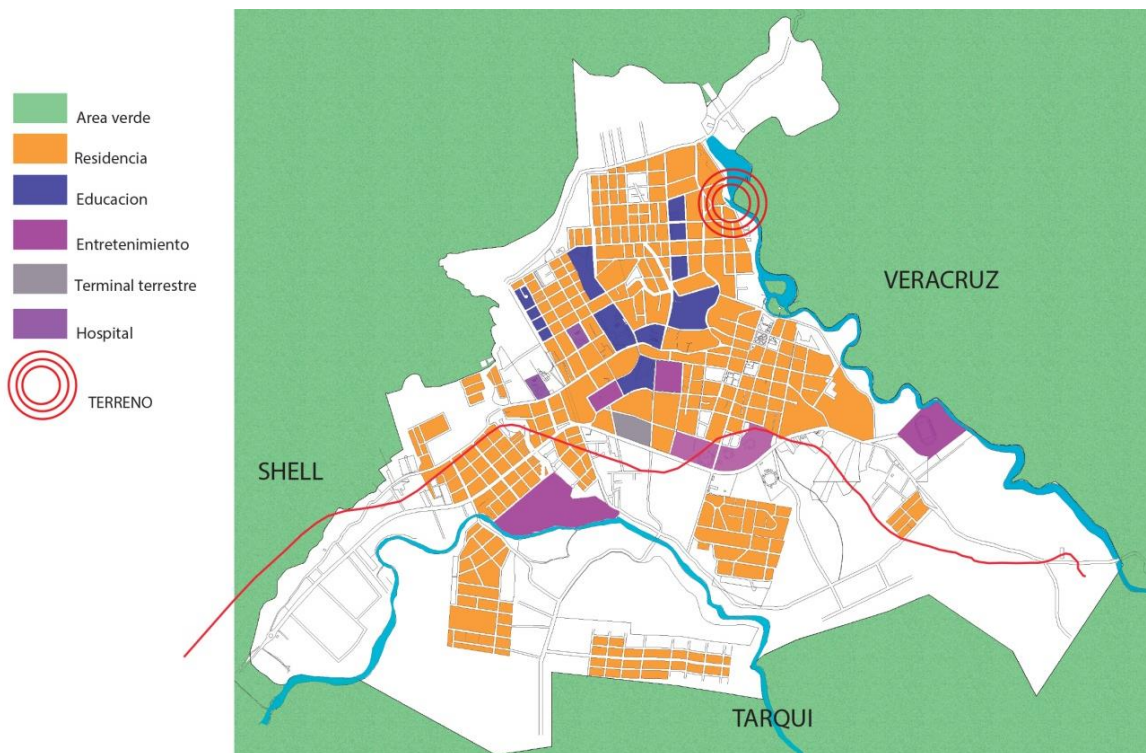 Area verde
Residencia
Educacion
Entretenimiento
Terminal terrestre
Hospital
TERRENO
VERACRUZ
SHELL
TARQUI